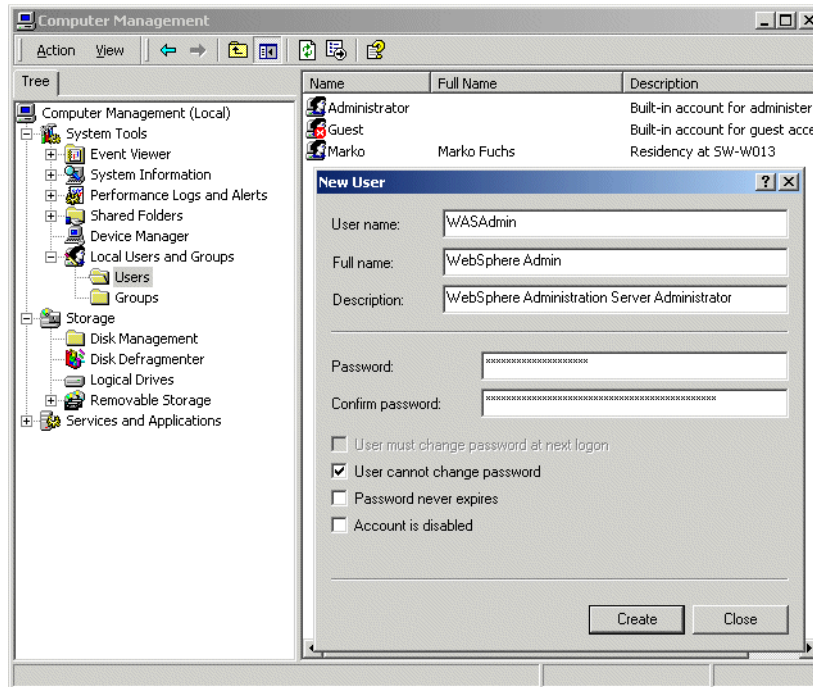 Computer Management
Action View
Tree
Name Full Name Description
Computer Management (Local)
System Tools
Event Viewer
System Information
Performance Logs and Alerts
Shared Folders
Device Manager
Local Users and Groups
Users
Groups
Storage
Disk Management
Disk Defragmenter
Logical Drives
Removable Storage
Services and Applications
Administrator Built-in account for administer
Guest Built-in account for guest acce
Marko Marko Fuchs Residency at SW-W013
New User
User name: WASAdmin
Full name: WebSphere Admin
Description: WebSphere Administration Server Administrator
Password: xxxxxxxxxxxxxxxxxxxx
Confirm password: xxxxxxxxxxxxxxxxxxxxxxxxxxxxxxxxxxxxxxxxxxxx
User must change password at next logon
User cannot change password
Password never expires
Account is disabled
Create Close